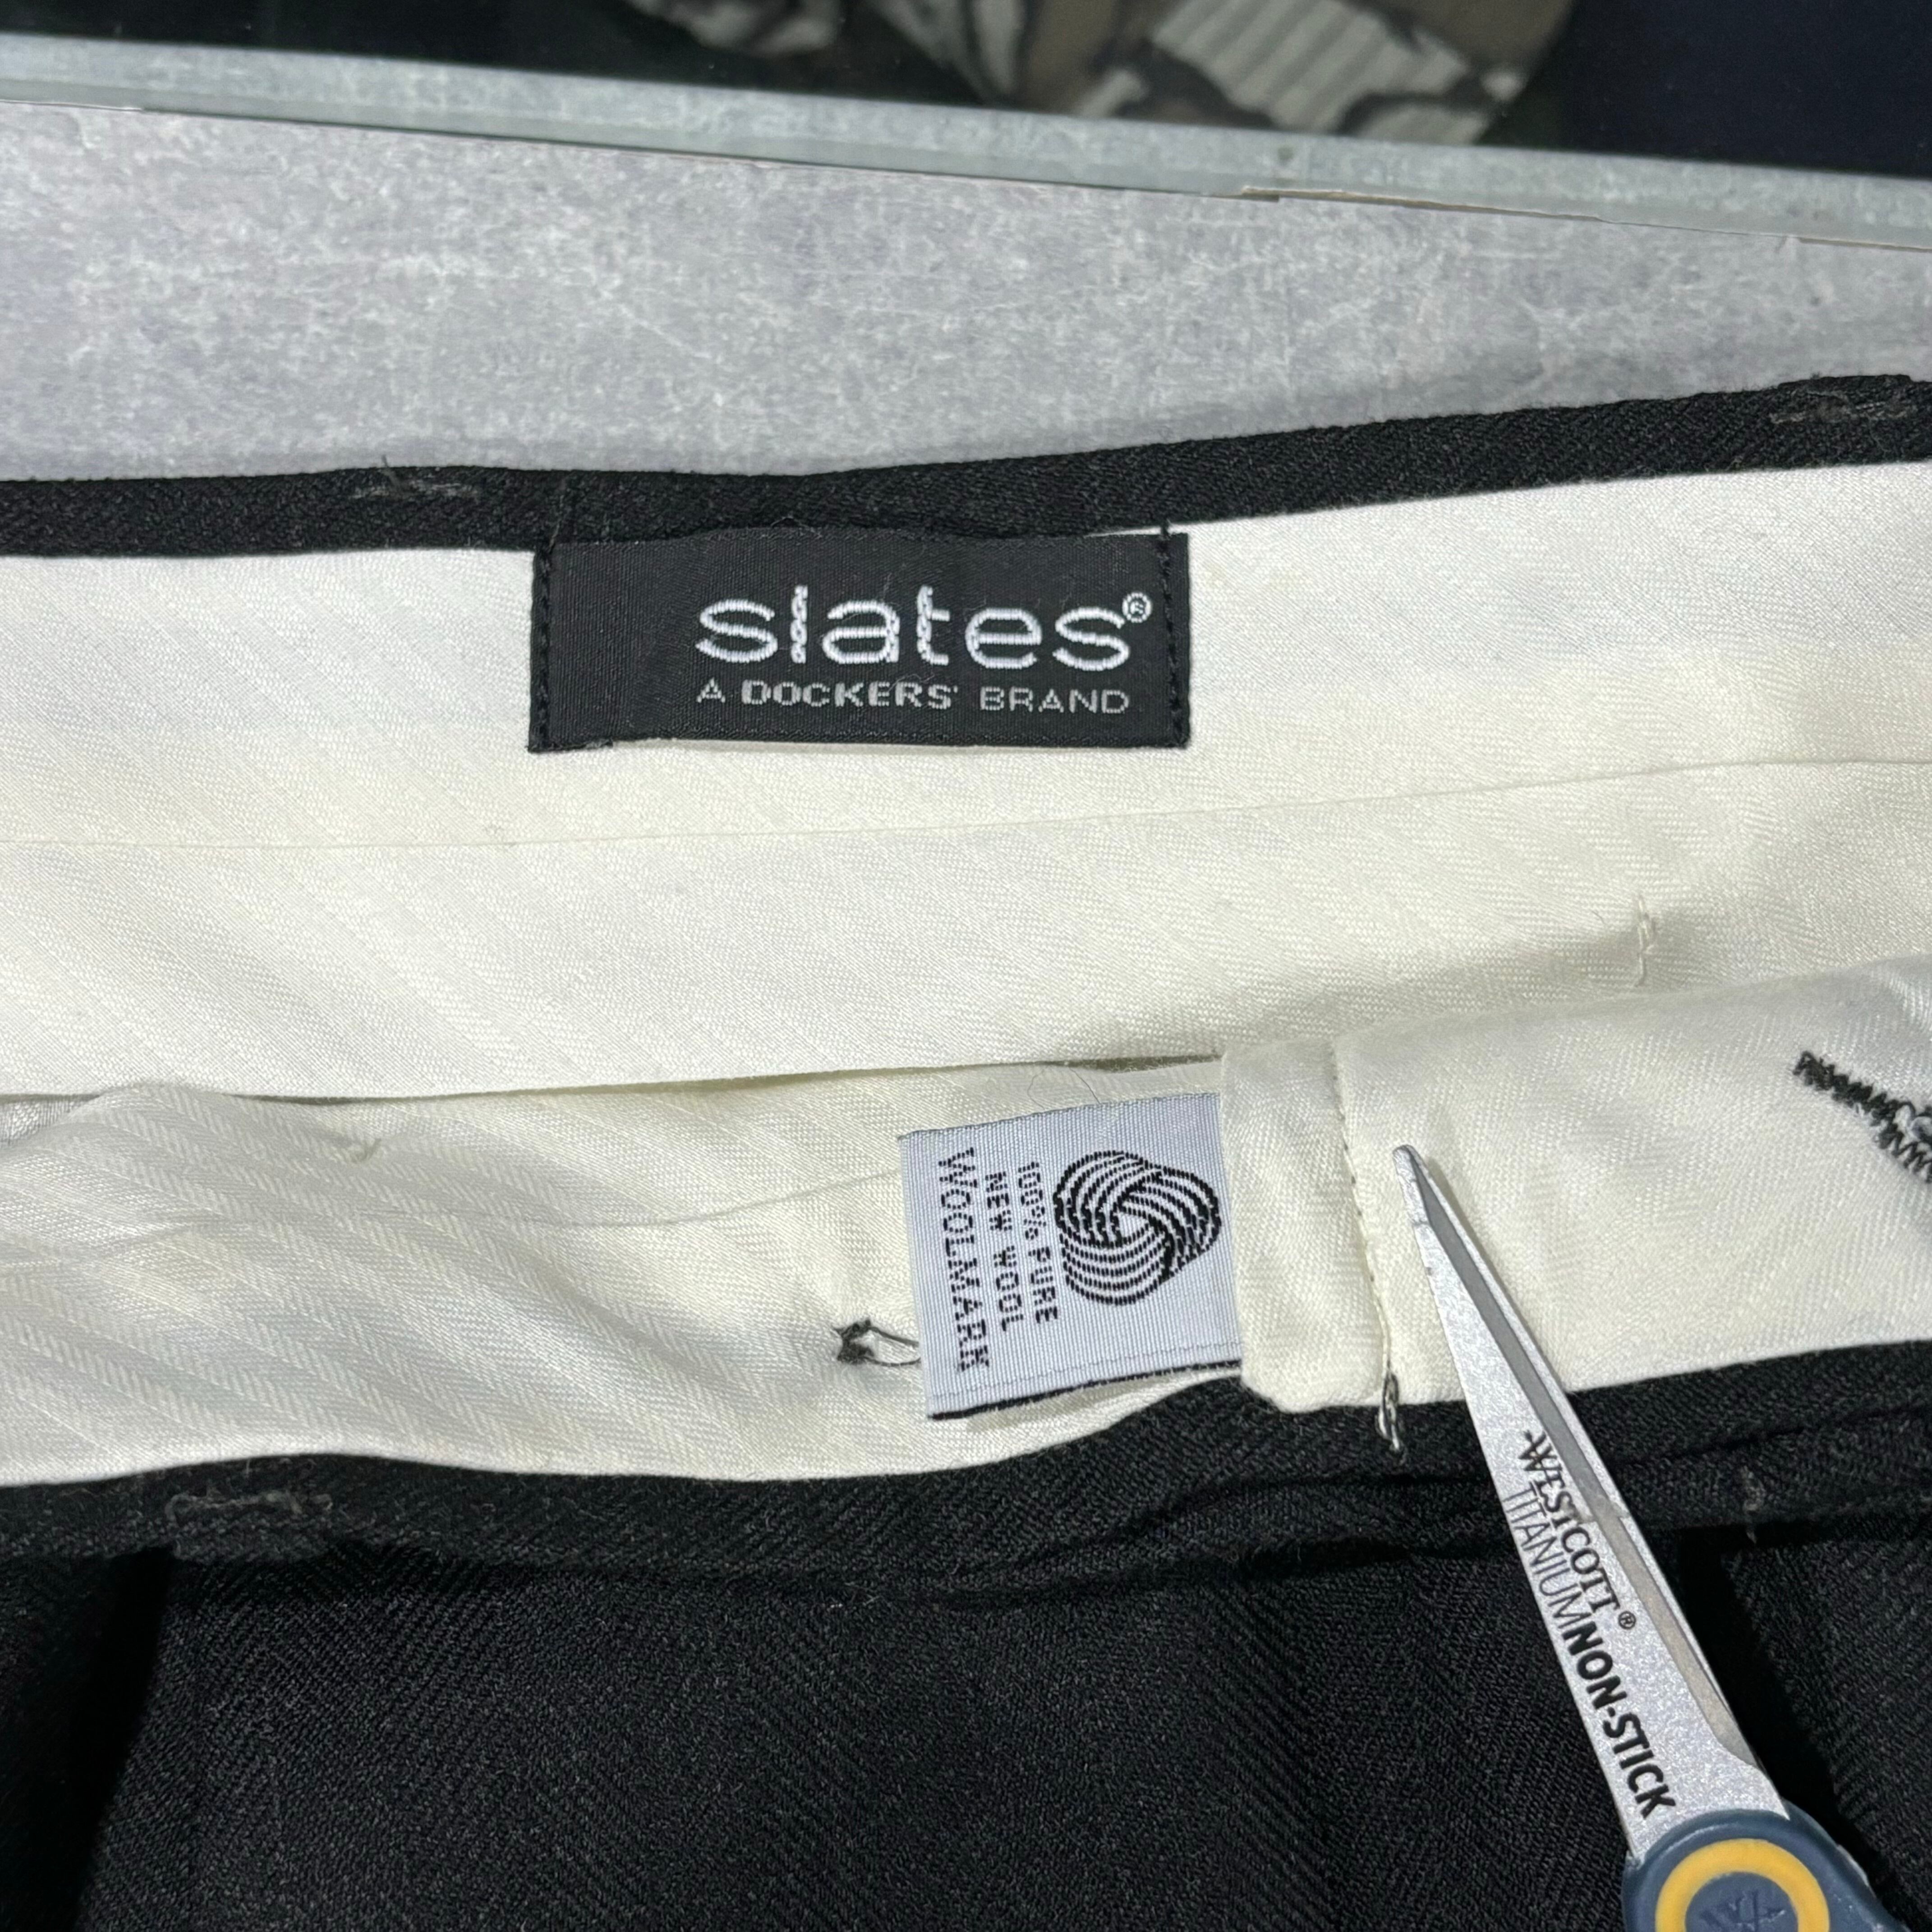 slates®
A DOCKERS® BRAND
100% PURE
NEW WOOL
WOOLMARK
WESTCOTT®
TITANIUM NON-STICK